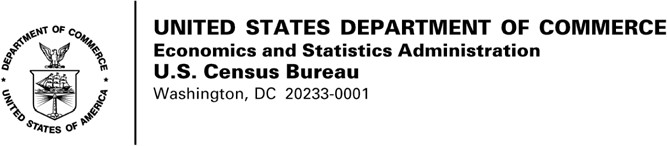 DEPARTMENT OF COMMERCE
UNITED STATES OF AMERICA
UNITED STATES DEPARTMENT OF COMMERCE
Economics and Statistics Administration
U.S. Census Bureau
Washington, DC 20233-0001